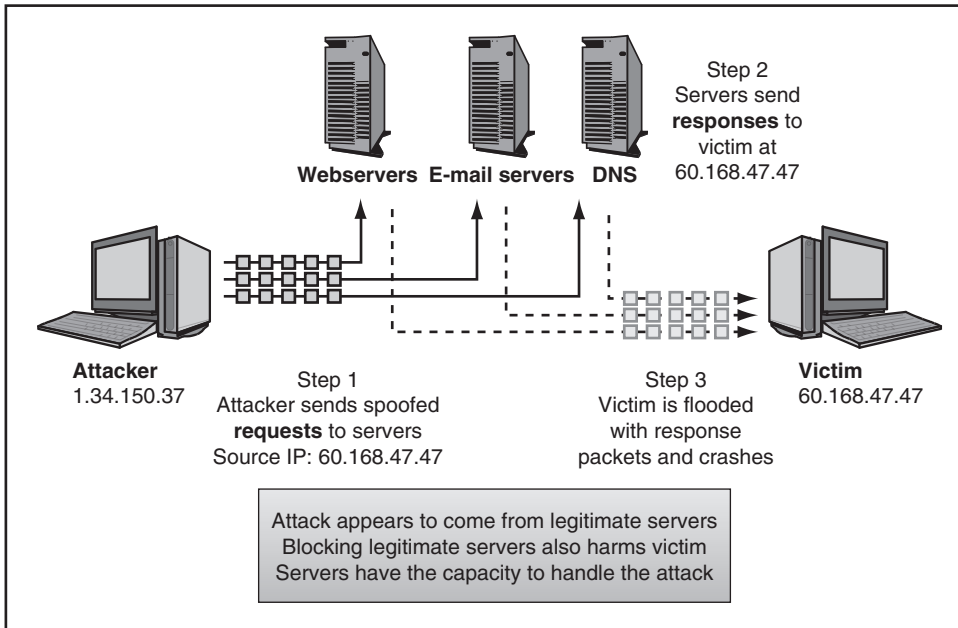 Step 2
Servers send
responses to
victim at
60.168.47.47
Webservers
E-mail servers
DNS
Attacker
1.34.150.37
Step 1
Attacker sends spoofed
requests to servers
Source IP: 60.168.47.47
Step 3
Victim is flooded
with response
packets and crashes
Victim
60.168.47.47
Attack appears to come from legitimate servers
Blocking legitimate servers also harms victim
Servers have the capacity to handle the attack